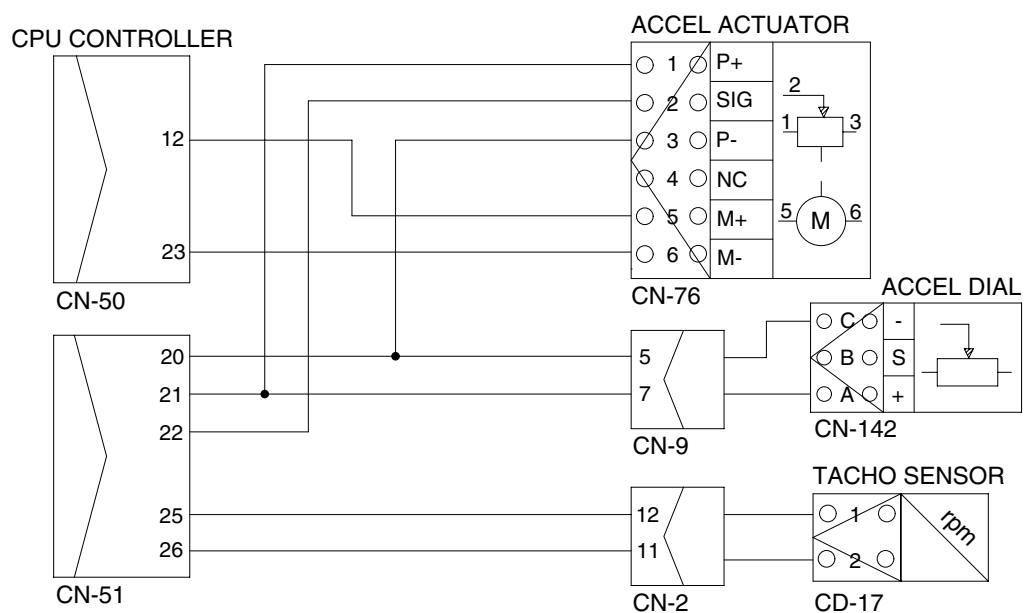 CPU CONTROLLER
12
23
CN-50
20
21
22
25
26
CN-51
ACCEL ACTUATOR
1 P+
2 SIG
3 P-
4 NC
5 M+
6 M-
2
1 3
5 M 6
CN-76
5
7
CN-9
ACCEL DIAL
C -
B S
A +
CN-142
12
11
CN-2
TACHO SENSOR
1
2
rpm
CD-17